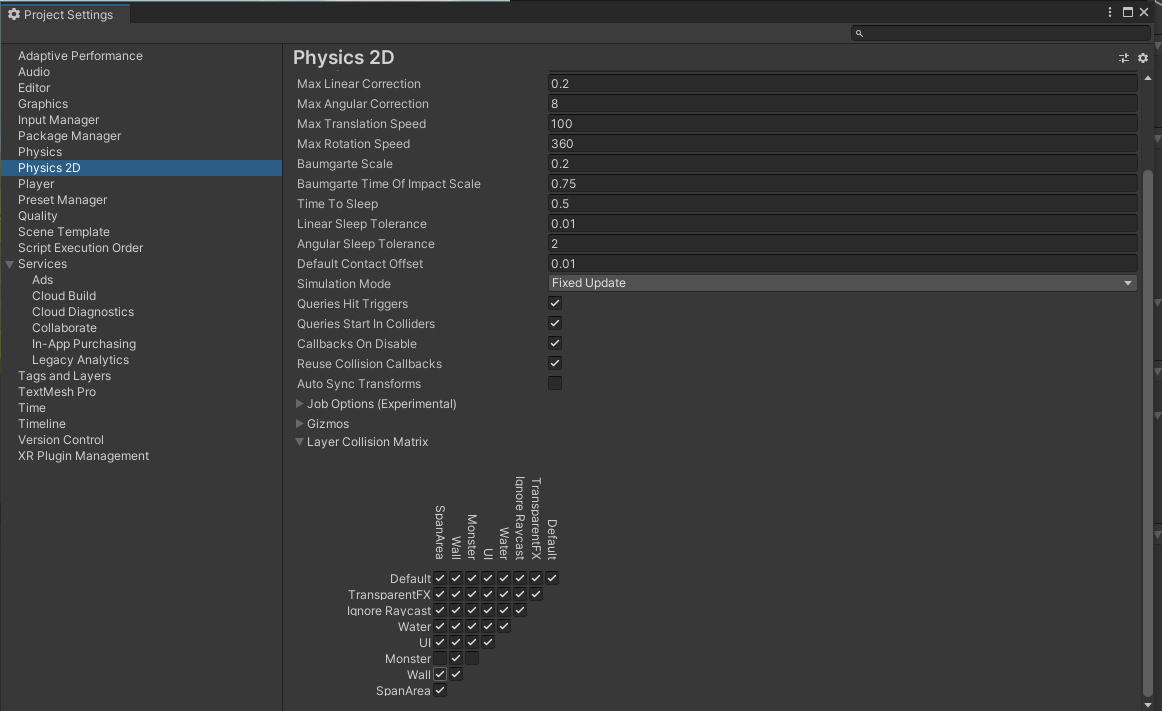 Project Settings
Adaptive Performance
Audio
Editor
Graphics
Input Manager
Package Manager
Physics
Physics 2D
Player
Preset Manager
Quality
Scene Template
Script Execution Order
Services
Ads
Cloud Build
Cloud Diagnostics
Collaborate
In-App Purchasing
Legacy Analytics
Tags and Layers
TextMesh Pro
Time
Timeline
Version Control
XR Plugin Management
Physics 2D
Max Linear Correction 0.2
Max Angular Correction 8
Max Translation Speed 100
Max Rotation Speed 360
Baumgarte Scale 0.2
Baumgarte Time Of Impact Scale 0.75
Time To Sleep 0.5
Linear Sleep Tolerance 0.01
Angular Sleep Tolerance 2
Default Contact Offset 0.01
Simulation Mode Fixed Update
Queries Hit Triggers
Queries Start In Colliders
Callbacks On Disable
Reuse Collision Callbacks
Auto Sync Transforms
Job Options (Experimental)
Gizmos
Layer Collision Matrix
SpanArea
Wall
Monster
UI
Water
Ignore Raycast
TransparentFX
Default
Default
TransparentFX
Ignore Raycast
Water
UI
Monster
Wall
SpanArea